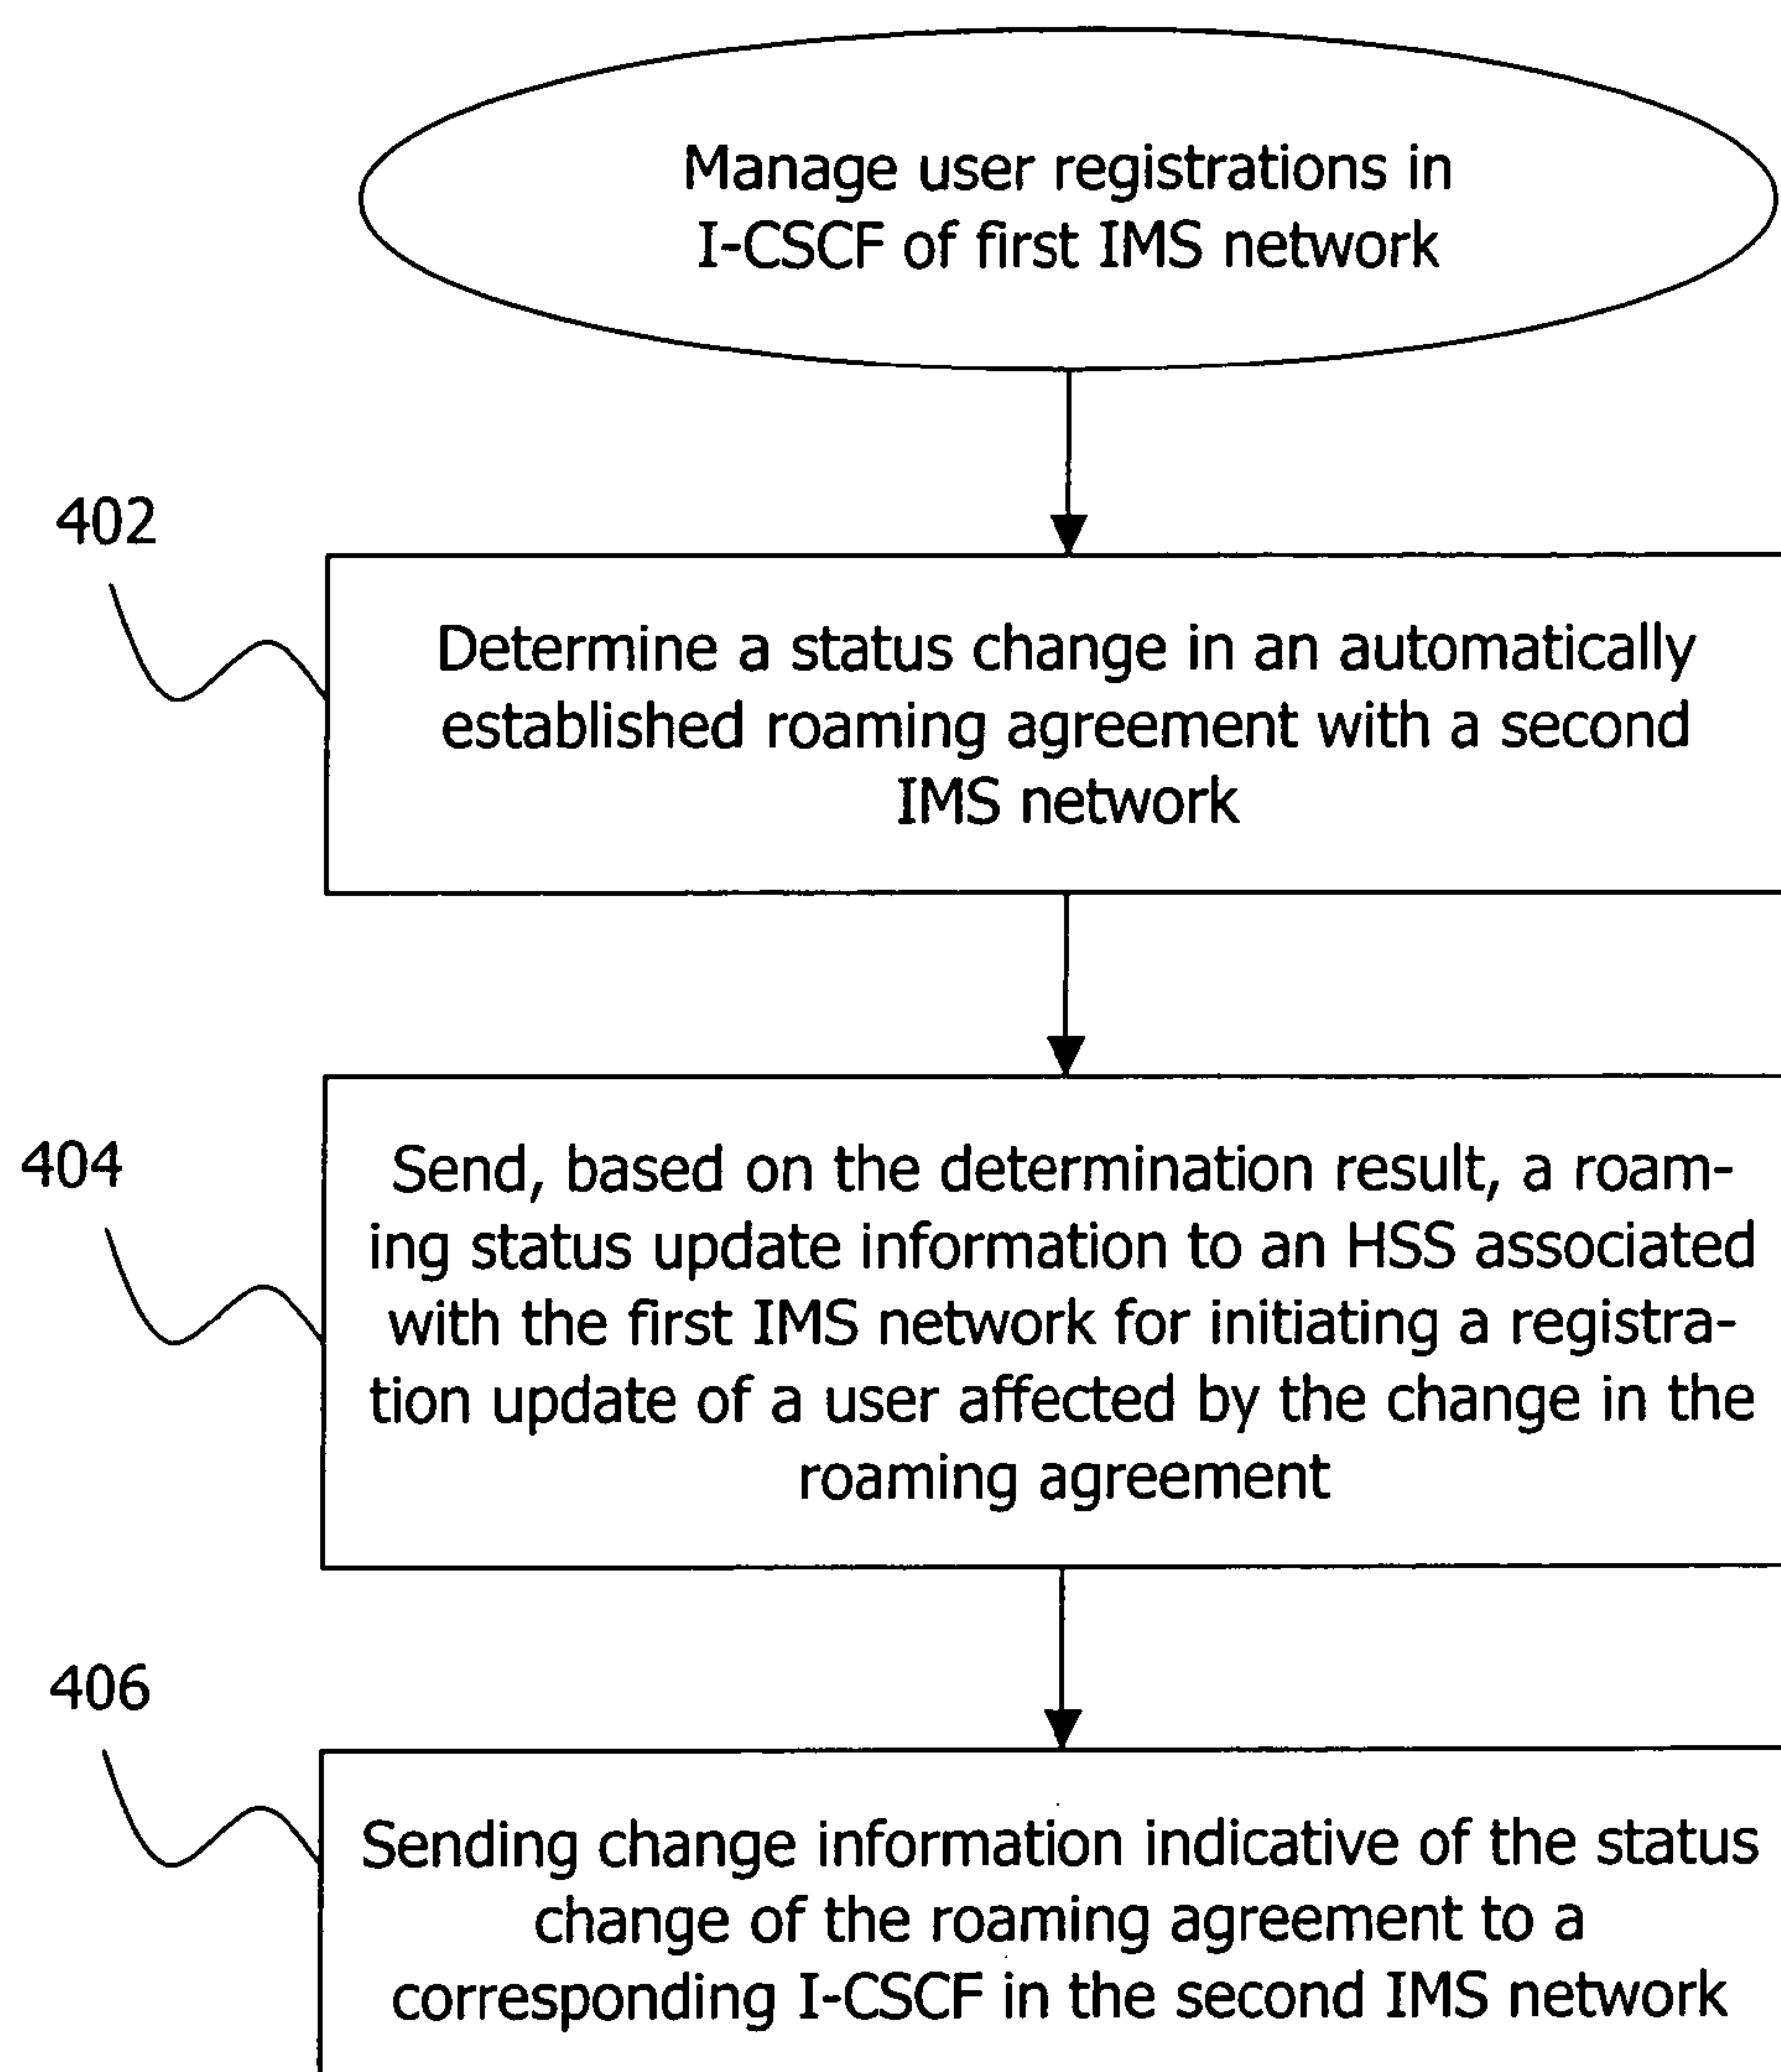 Manage user registrations in
I-CSCF of first IMS network
402
Determine a status change in an automatically
established roaming agreement with a second
IMS network
404
Send, based on the determination result, a roam-
ing status update information to an HSS associated
with the first IMS network for initiating a registra-
tion update of a user affected by the change in the
roaming agreement
406
Sending change information indicative of the status
change of the roaming agreement to a
corresponding I-CSCF in the second IMS network